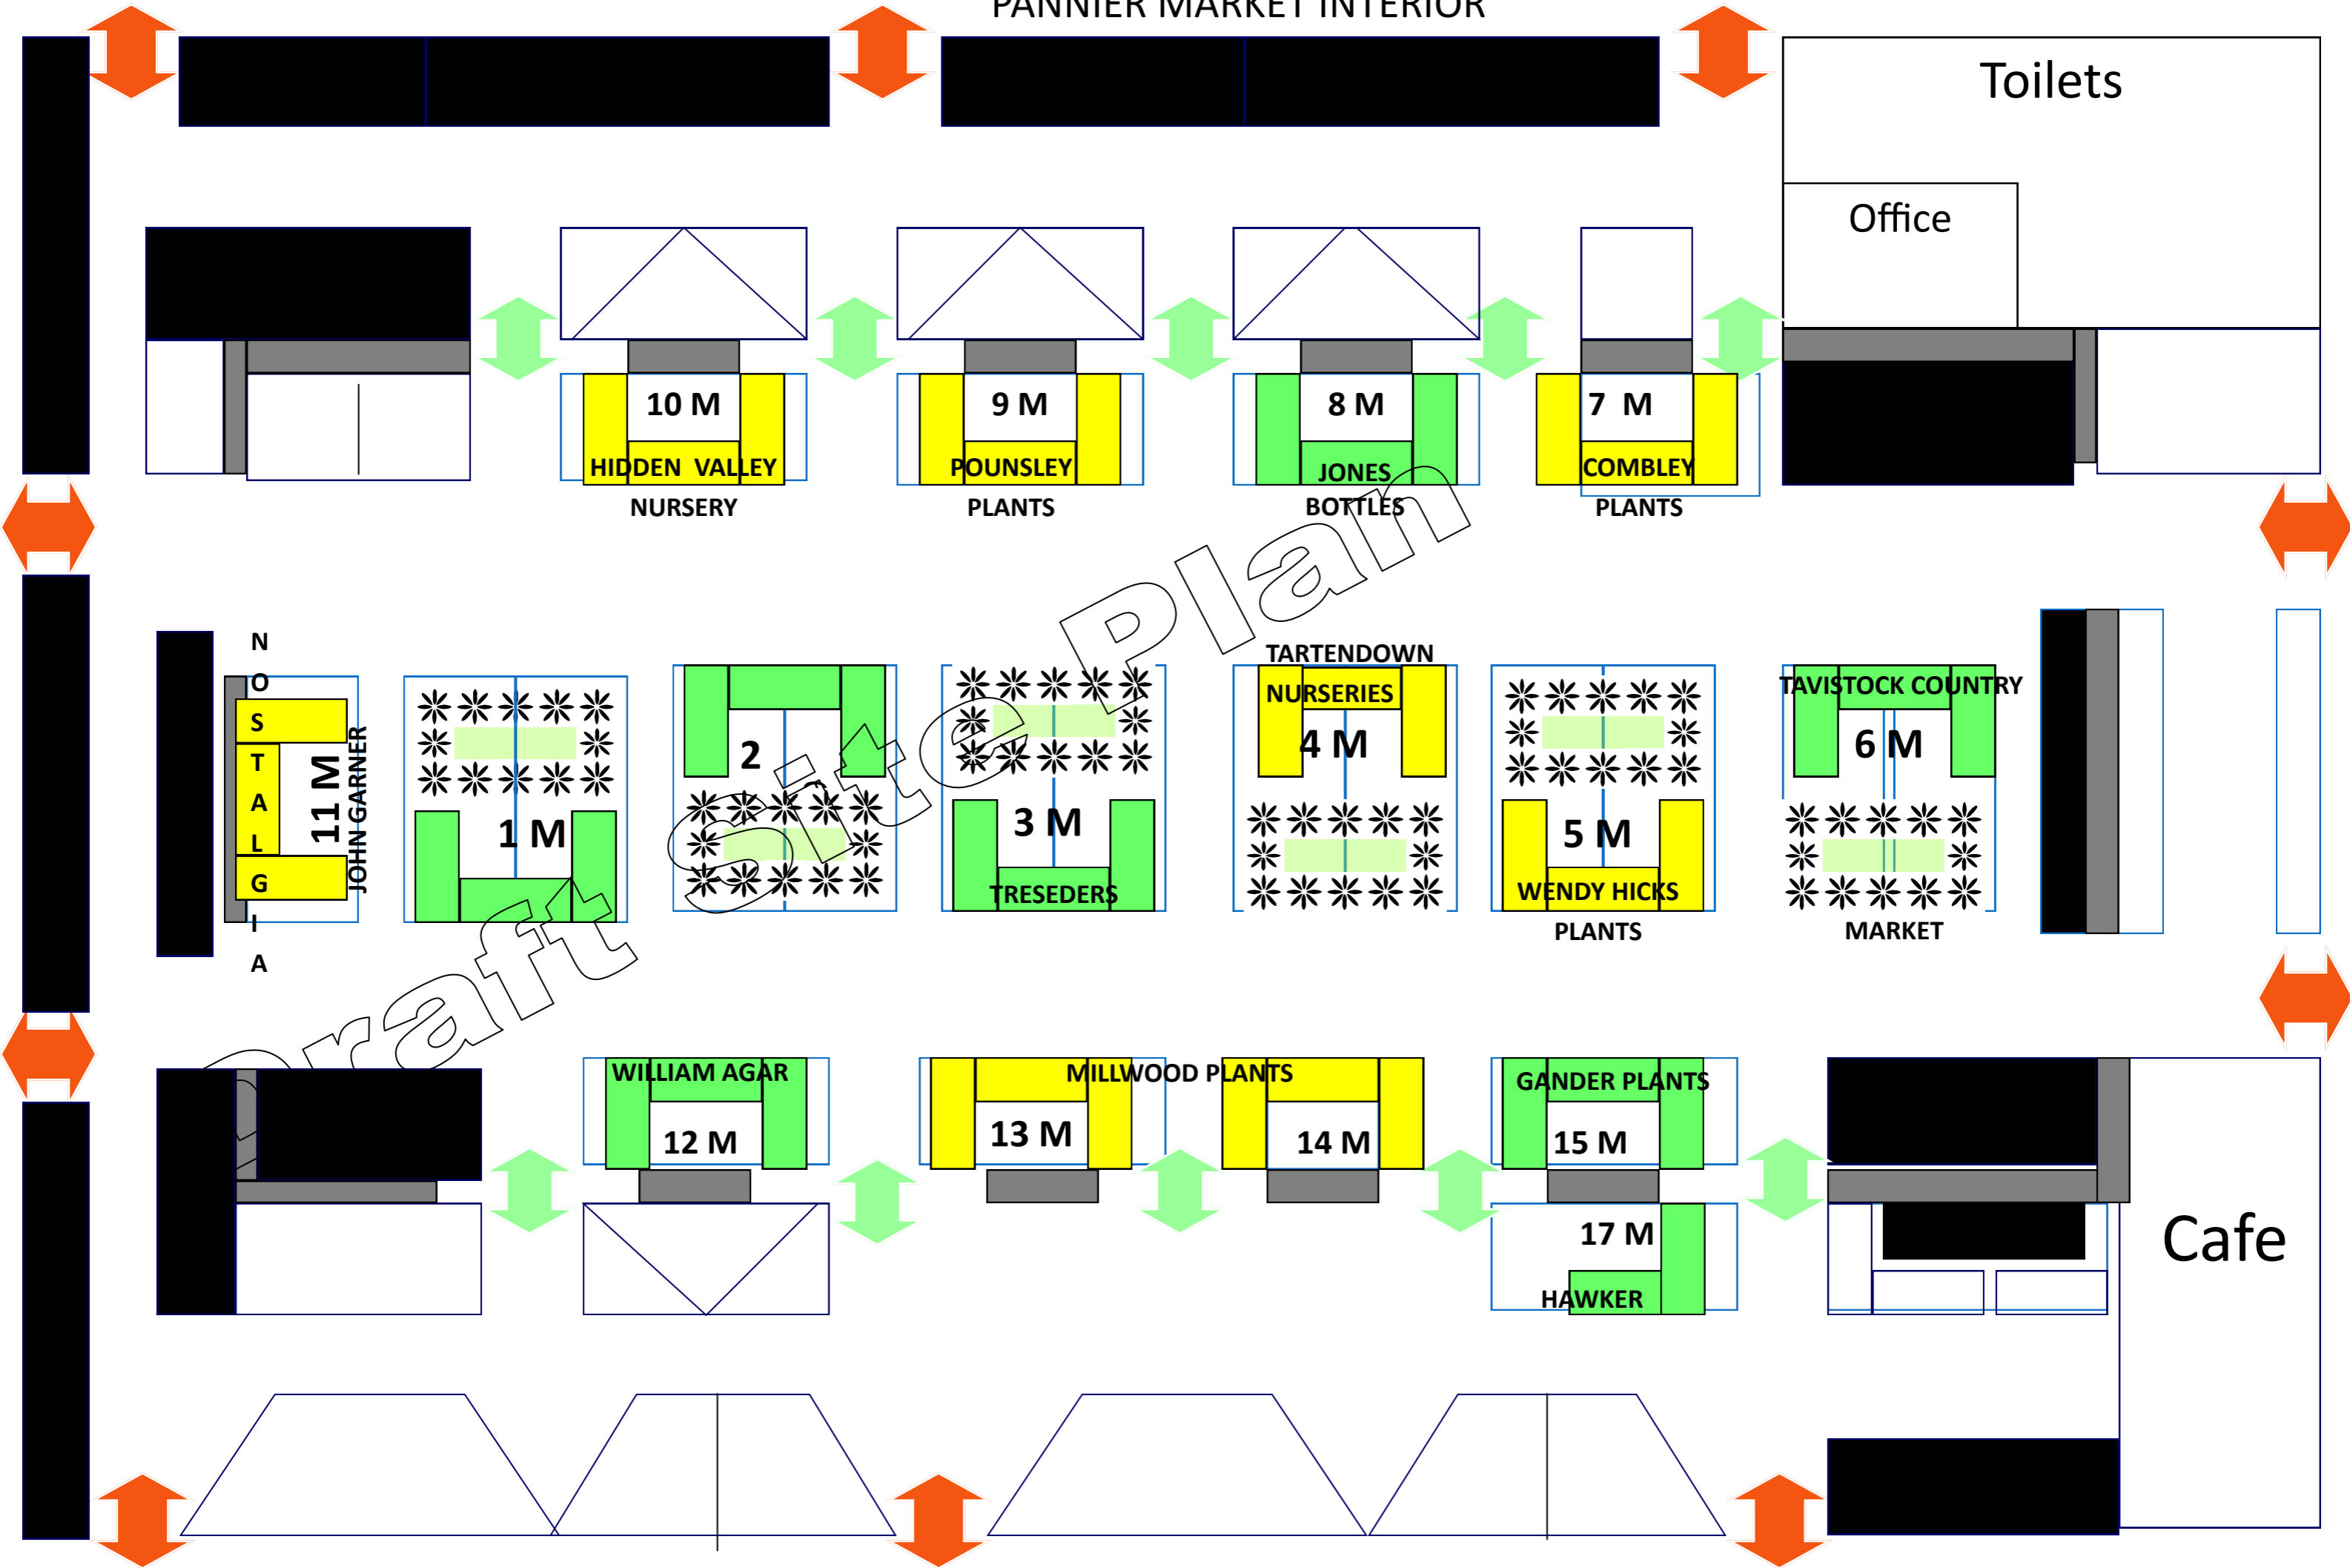 PANNIER MARKET INTERIOR
Toilets
Office
10 M
HIDDEN VALLEY
NURSERY
9 M
POUNSLEY
PLANTS
8 M
JONES
BOTTLES
7 M
COMBLEY
PLANTS
NOSTALGIA
11 M
JOHN GARNER
1 M
2
3 M
TRESEDERS
TARTENDOWN
NURSERIES
4 M
5 M
WENDY HICKS
PLANTS
TAVISTOCK COUNTRY
6 M
MARKET
Draft Site Plan
WILLIAM AGAR
12 M
MILLWOOD PLANTS
13 M
14 M
GANDER PLANTS
15 M
17 M
HAWKER
Cafe